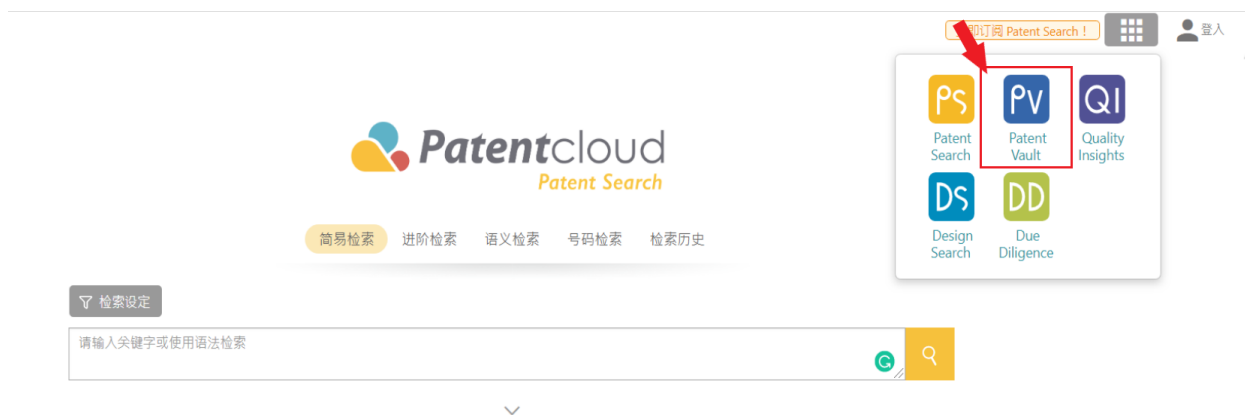 即订阅 Patent Search！
登入
PS
PV
QI
Patent
Search
Patent
Vault
Quality
Insights
DS
DD
Design
Search
Due
Diligence
Patentcloud
Patent Search
简易检索 进阶检索 语义检索 号码检索 检索历史
检索设定
请输入关键字或使用语法检索
G